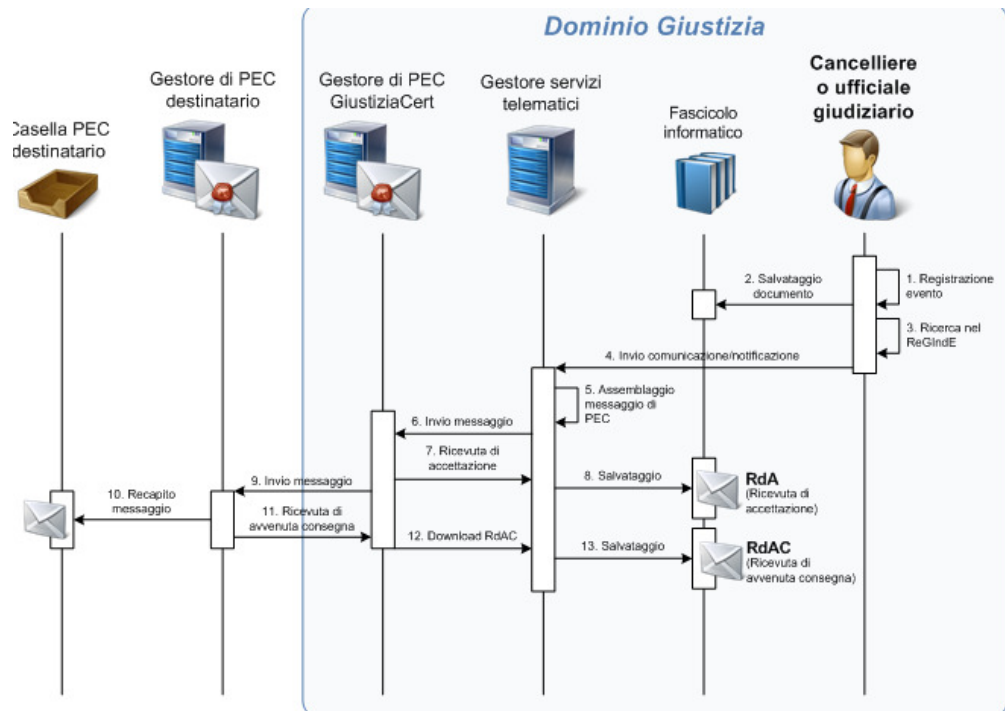 Dominio Giustizia
Casella PEC
destinatario
Gestore di PEC
destinatario
Gestore di PEC
GiustiziaCert
Gestore servizi
telematici
Fascicolo
informatico
Cancelliere
o ufficiale
giudiziario
1. Registrazione
evento
2. Salvataggio
documento
3. Ricerca nel
ReGIndE
4. Invio comunicazione/notificazione
5. Assemblaggio
messaggio di
PEC
6. Invio messaggio
7. Ricevuta di
accettazione
8. Salvataggio
RdA
(Ricevuta di
accettazione)
9. Invio messaggio
10. Recapito
messaggio
11. Ricevuta di
avvenuta consegna
12. Download RdAC
13. Salvataggio
RdAC
(Ricevuta di
avvenuta consegna)